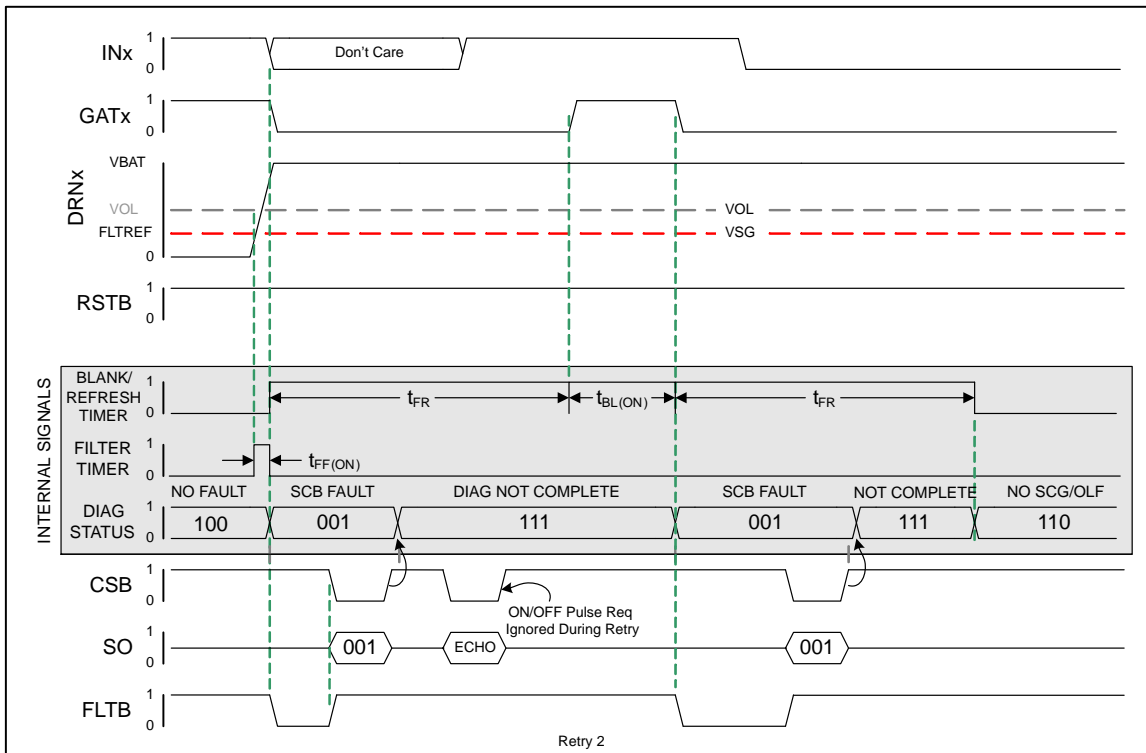 INx
1
0
Don't Care
GATx
1
0
DRNx
VBAT
VOL
FLTREF
VOL
VSG
RSTB
1
0
INTERNAL SIGNALS
BLANK/
REFRESH
TIMER
1
0
tFR
tBL(ON)
tFR
FILTER
TIMER
1
0
tFF(ON)
NO FAULT
SCB FAULT
DIAG NOT COMPLETE
SCB FAULT
NOT COMPLETE
NO SCG/OLF
DIAG
STATUS
1
0
100
001
111
001
111
110
CSB
1
0
ON/OFF Pulse Req
Ignored During Retry
SO
1
0
001
ECHO
001
FLTB
1
0
Retry 2